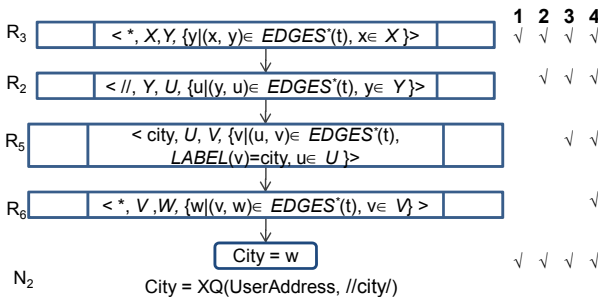 1 2 3 4
R3 < *, X,Y, {y|(x, y)∈ EDGES*(t), x∈ X }> √ √ √ √
R2 < //, Y, U, {u|(y, u)∈ EDGES*(t), y∈ Y }> √ √ √
R5 < city, U, V, {v|(u, v)∈ EDGES*(t),
LABEL(v)=city, u∈ U }> √ √
R6 < *, V ,W, {w|(v, w)∈ EDGES*(t), v∈ V} > √
City = w √ √ √ √
N2 City = XQ(UserAddress, //city/)